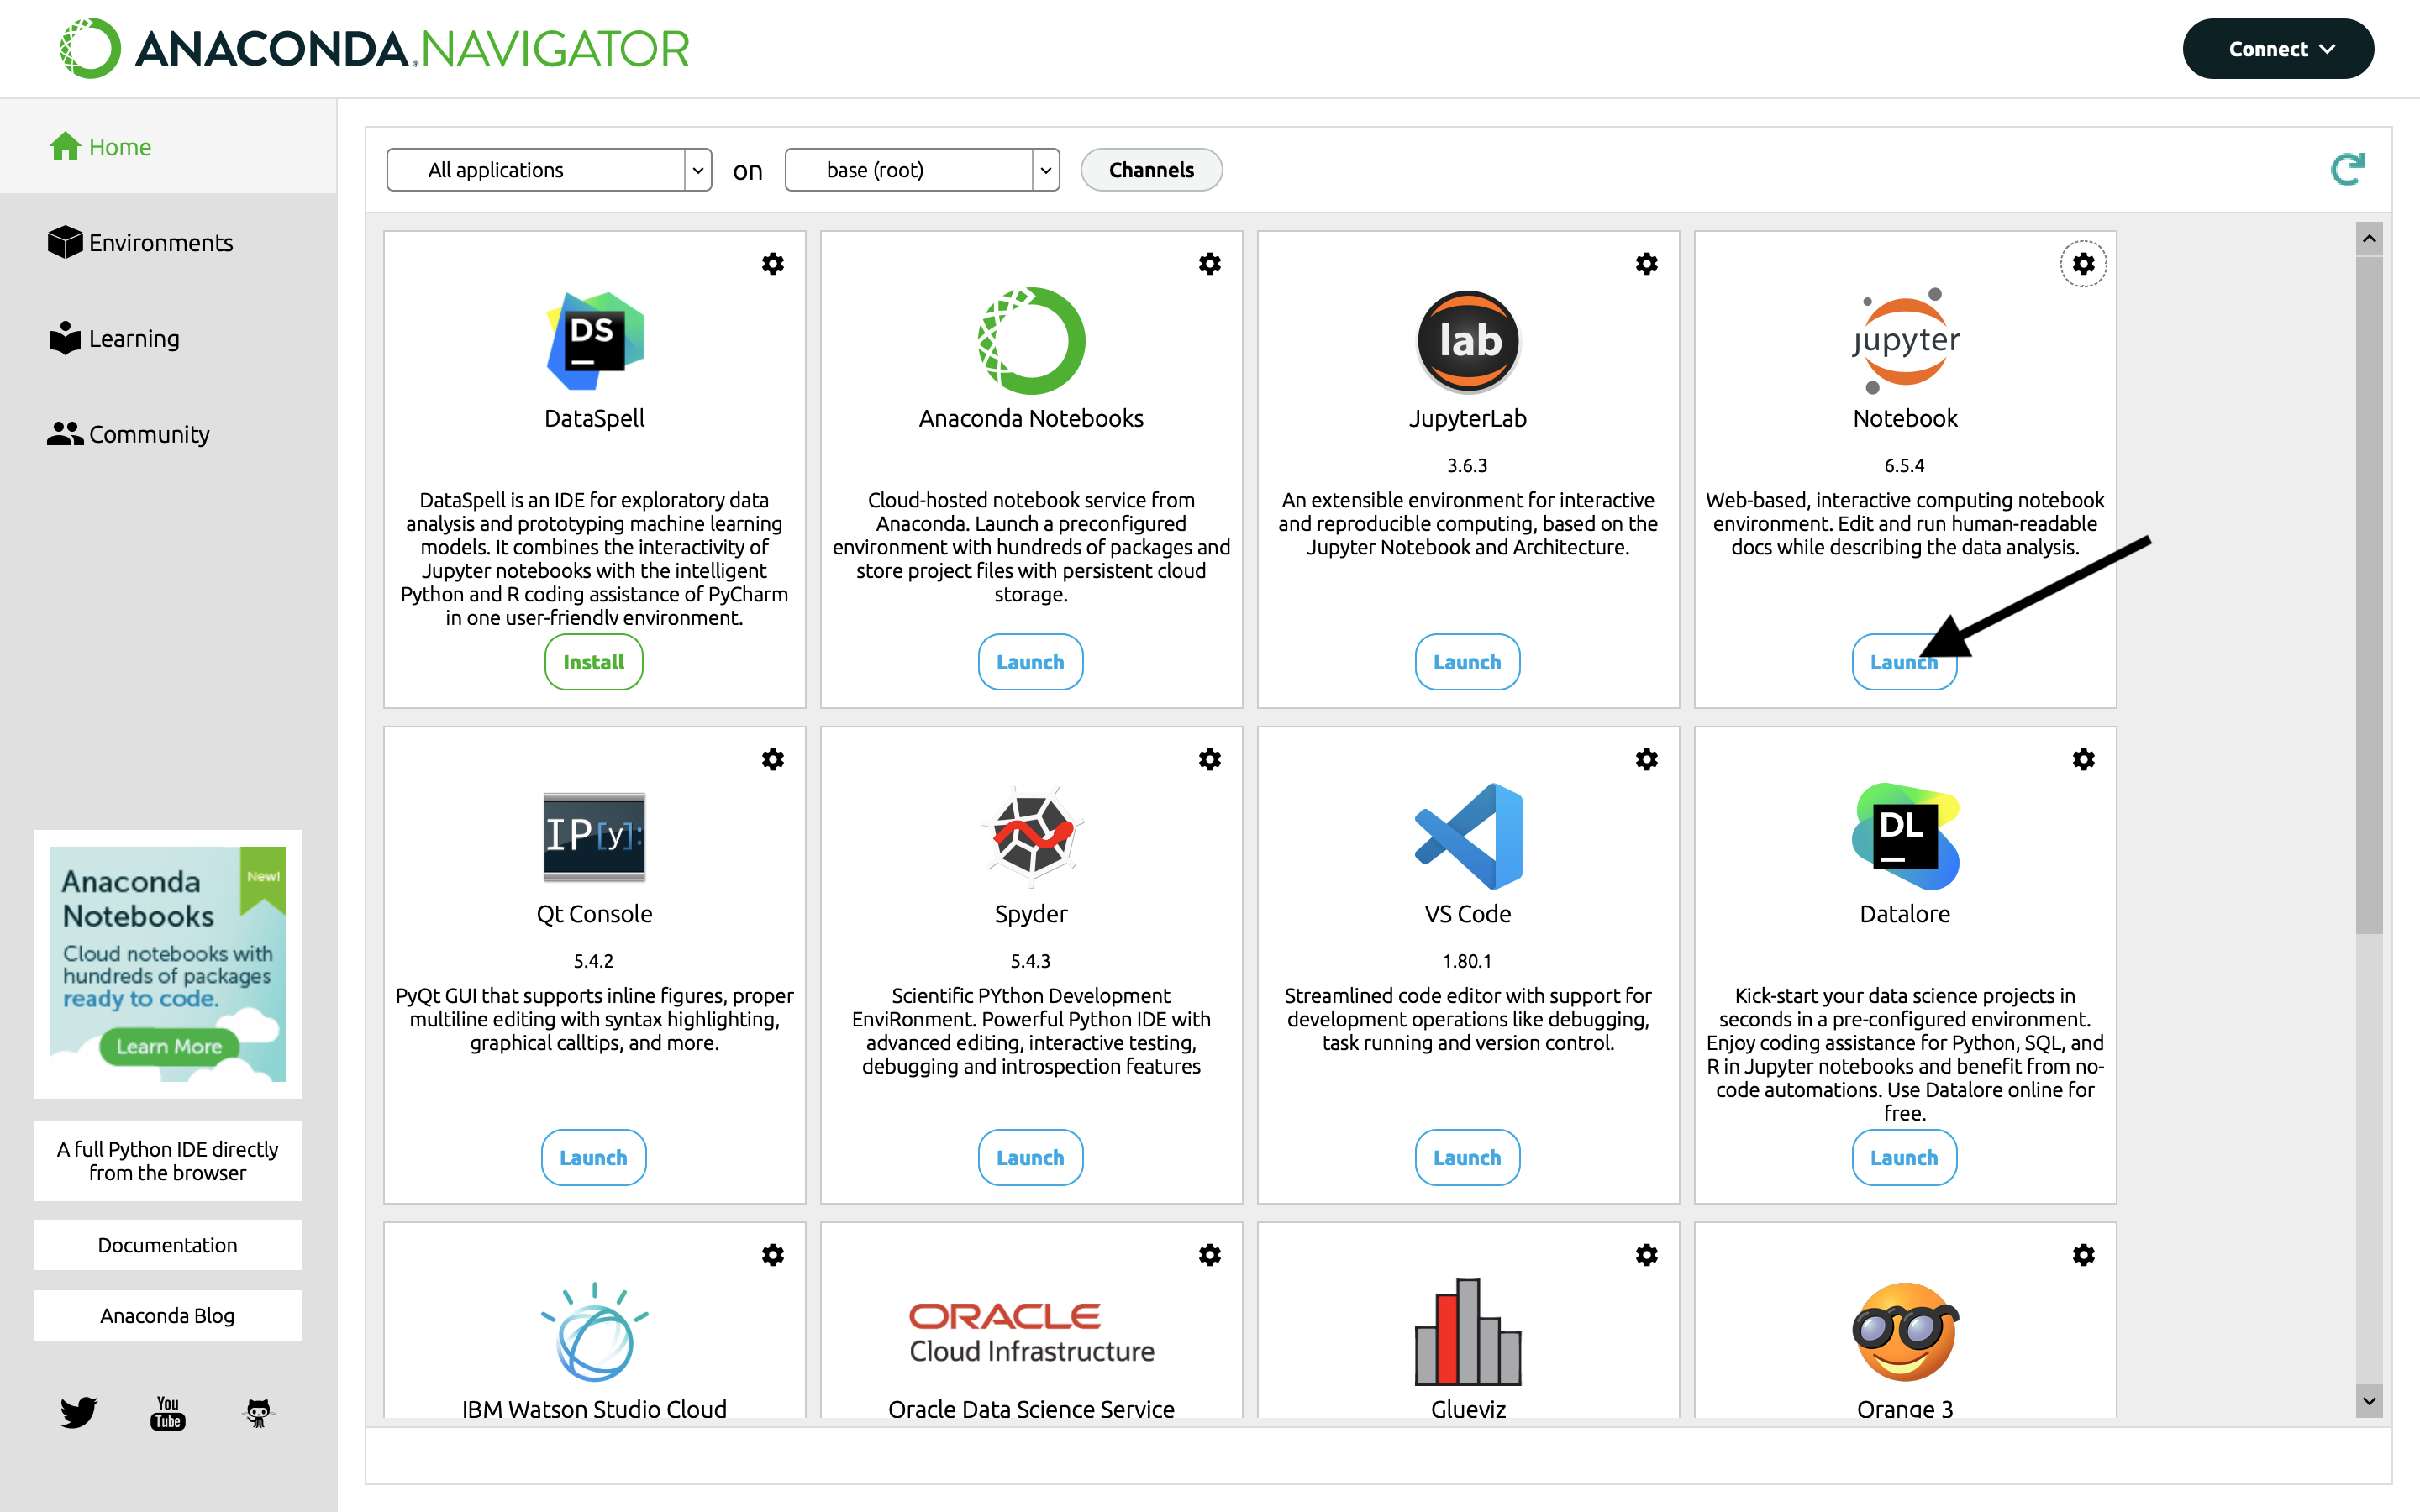 ANACONDA.NAVIGATOR
Connect
Home
Environments
Learning
Community
All applications on base (root) Channels
DS
DataSpell
DataSpell is an IDE for exploratory data
analysis and prototyping machine learning
models. It combines the interactivity of
Jupyter notebooks with the intelligent
Python and R coding assistance of PyCharm
in one user-friendly environment.
Install
Anaconda Notebooks
Cloud-hosted notebook service from
Anaconda. Launch a preconfigured
environment with hundreds of packages and
store project files with persistent cloud
storage.
Launch
lab
JupyterLab
3.6.3
An extensible environment for interactive
and reproducible computing, based on the
Jupyter Notebook and Architecture.
Launch
jupyter
Notebook
6.5.4
Web-based, interactive computing notebook
environment. Edit and run human-readable
docs while describing the data analysis.
Launch
IP[y]:
Qt Console
5.4.2
PyQt GUI that supports inline figures, proper
multiline editing with syntax highlighting,
graphical calltips, and more.
Launch
Spyder
5.4.3
Scientific PYthon Development
EnviRonment. Powerful Python IDE with
advanced editing, interactive testing,
debugging and introspection features
Launch
VS Code
1.80.1
Streamlined code editor with support for
development operations like debugging,
task running and version control.
Launch
DL
Datalore
Kick-start your data science projects in
seconds in a pre-configured environment.
Enjoy coding assistance for Python, SQL, and
R in Jupyter notebooks and benefit from no-
code automations. Use Datalore online for
free.
Launch
IBM Watson Studio Cloud
ORACLE
Cloud Infrastructure
Oracle Data Science Service
Glueviz
Orange 3
Anaconda
Notebooks
New!
Cloud notebooks with
hundreds of packages
ready to code.
Learn More
A full Python IDE directly
from the browser
Documentation
Anaconda Blog
You
Tube